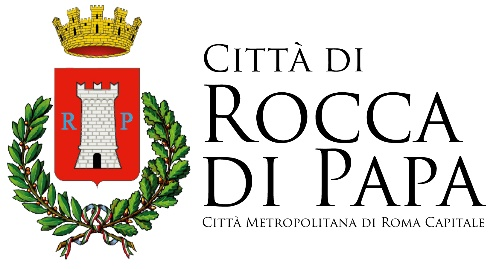 R P
Città di
Rocca
di Papa
Città Metropolitana di Roma Capitale